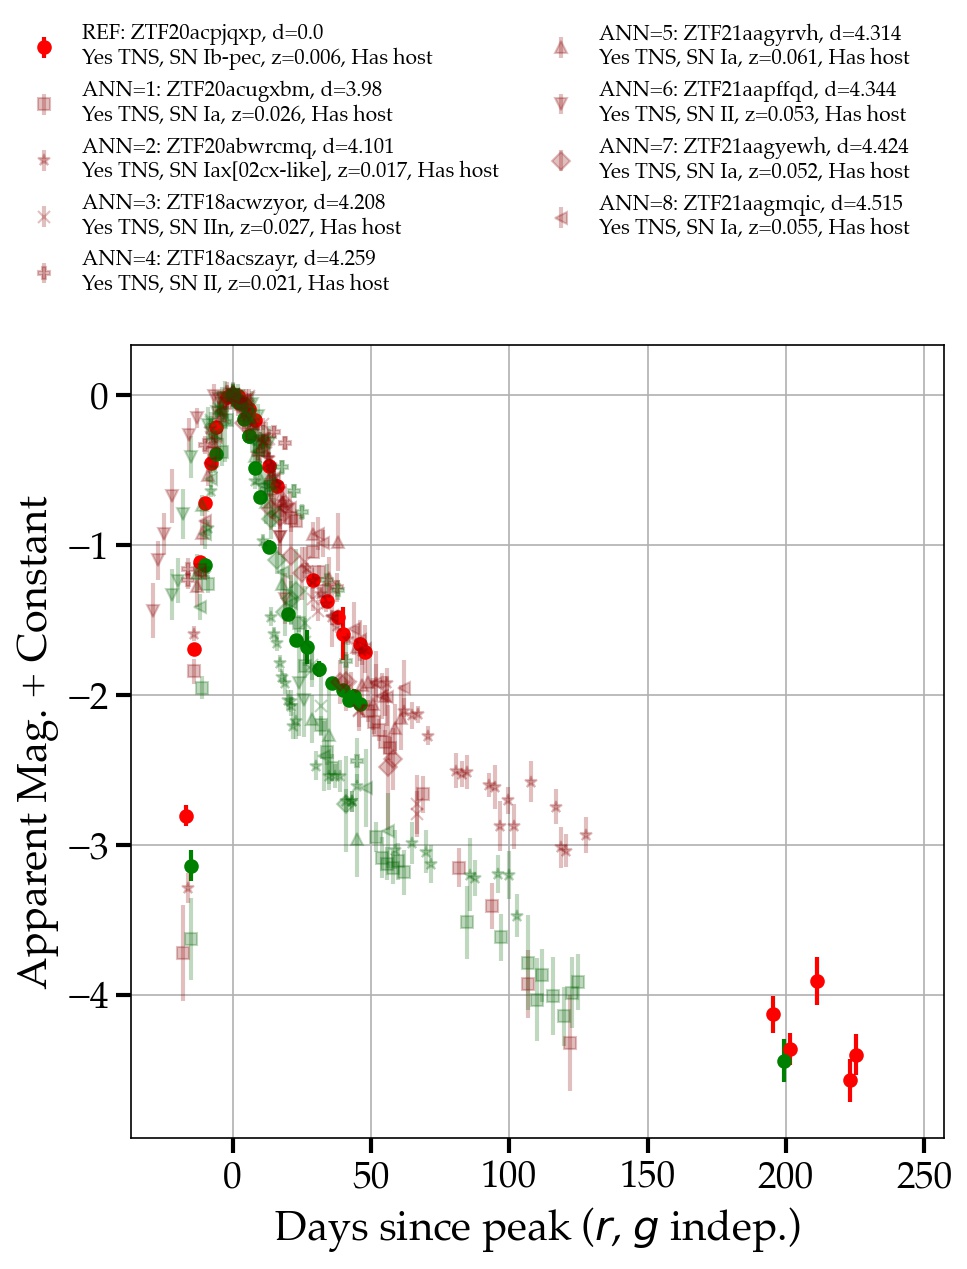 REF: ZTF20acpjqxp, d=0.0
Yes TNS, SN Ib-pec, z=0.006, Has host
ANN=1: ZTF20acugxbm, d=3.98
Yes TNS, SN Ia, z=0.026, Has host
ANN=2: ZTF20abwrcmq, d=4.101
Yes TNS, SN Iax[02cx-like], z=0.017, Has host
ANN=3: ZTF18acwzyor, d=4.208
Yes TNS, SN IIn, z=0.027, Has host
ANN=4: ZTF18acszayr, d=4.259
Yes TNS, SN II, z=0.021, Has host
ANN=5: ZTF21aagyrvh, d=4.314
Yes TNS, SN Ia, z=0.061, Has host
ANN=6: ZTF21aapffqd, d=4.344
Yes TNS, SN II, z=0.053, Has host
ANN=7: ZTF21aagyewh, d=4.424
Yes TNS, SN Ia, z=0.052, Has host
ANN=8: ZTF21aagmqic, d=4.515
Yes TNS, SN Ia, z=0.055, Has host
Apparent Mag. + Constant
0
−1
−2
−3
−4
0 50 100 150 200 250
Days since peak (r, g indep.)